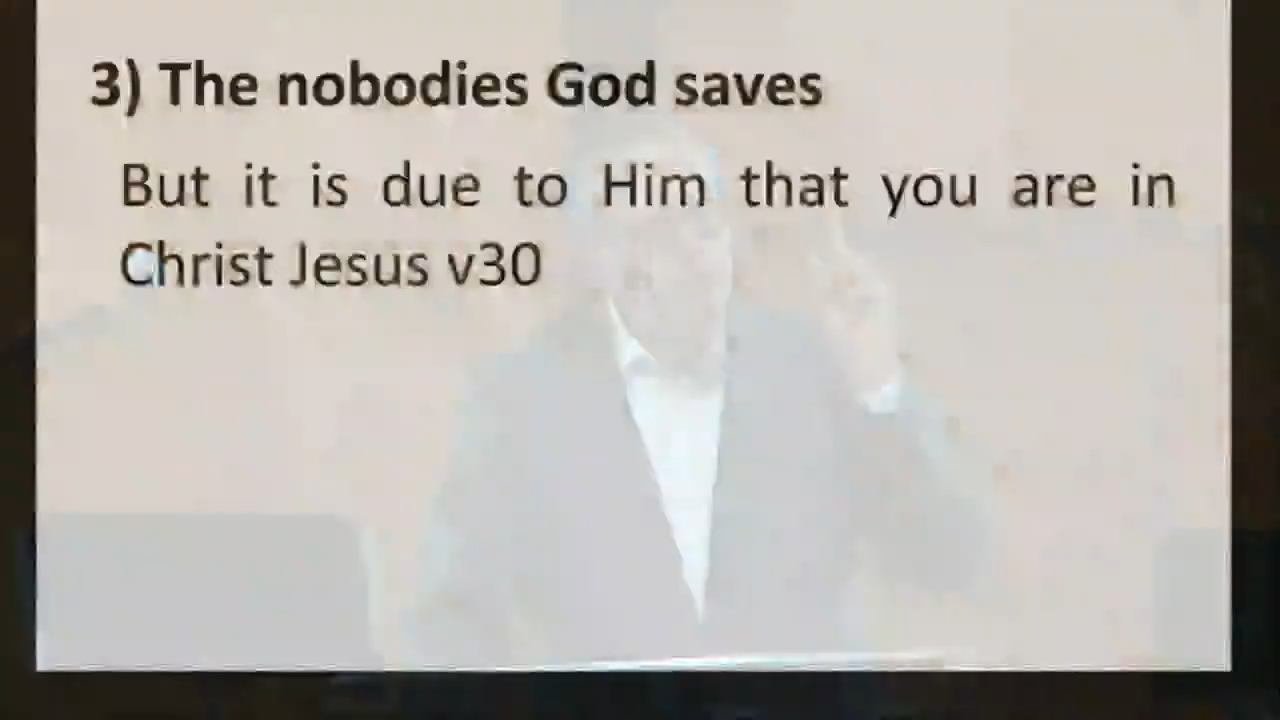 3) The nobodies God saves
But it is due to Him that you are in
Christ Jesus v30